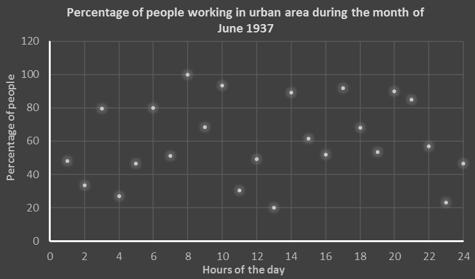 Percentage of people working in urban area during the month of
June 1937
120
100
80
60
40
20
0
Percentage of people
0 2 4 6 8 10 12 14 16 18 20 22 24
Hours of the day